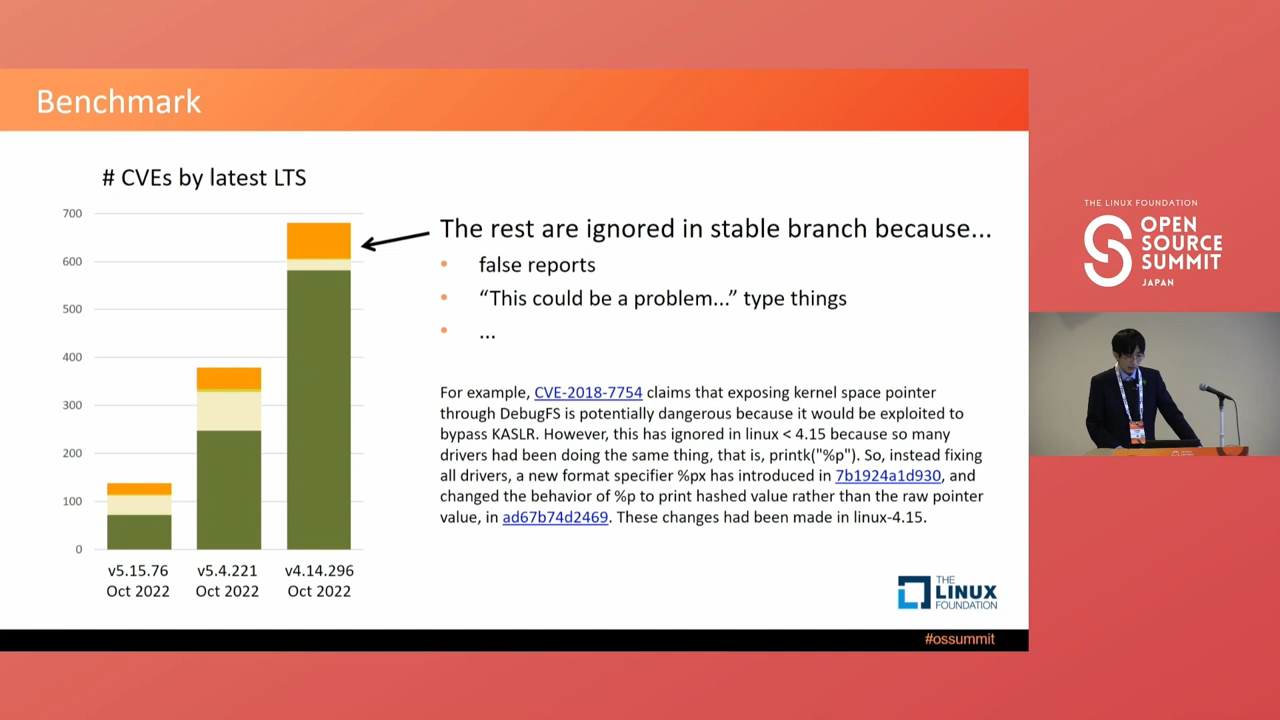 Benchmark
# CVEs by latest LTS
700
600
500
400
300
200
100
0
v5.15.76
Oct 2022
v5.4.221
Oct 2022
v4.14.296
Oct 2022
The rest are ignored in stable branch because...
• false reports
• “This could be a problem...” type things
• ...
For example, CVE-2018-7754 claims that exposing kernel space pointer
through DebugFS is potentially dangerous because it would be exploited to
bypass KASLR. However, this has ignored in linux < 4.15 because so many
drivers had been doing the same thing, that is, printk("%p"). So, instead fixing
all drivers, a new format specifier %px has introduced in 7b1924a1d930, and
changed the behavior of %p to print hashed value rather than the raw pointer
value, in ad67b74d2469. These changes had been made in linux-4.15.
THE
LINUX
FOUNDATION
#ossummit
THE LINUX FOUNDATION
OPEN
SOURCE
SUMMIT
JAPAN